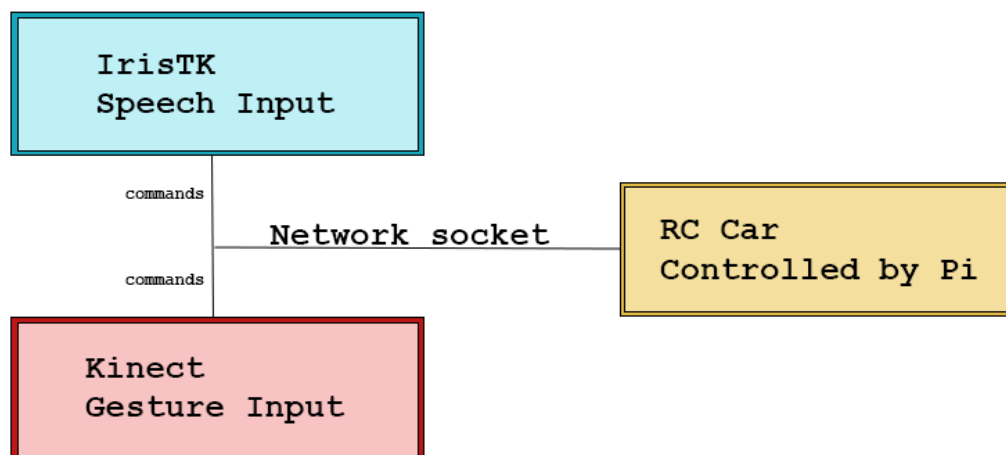 IrisTK
Speech Input
commands
Network socket
RC Car
Controlled by Pi
commands
Kinect
Gesture Input